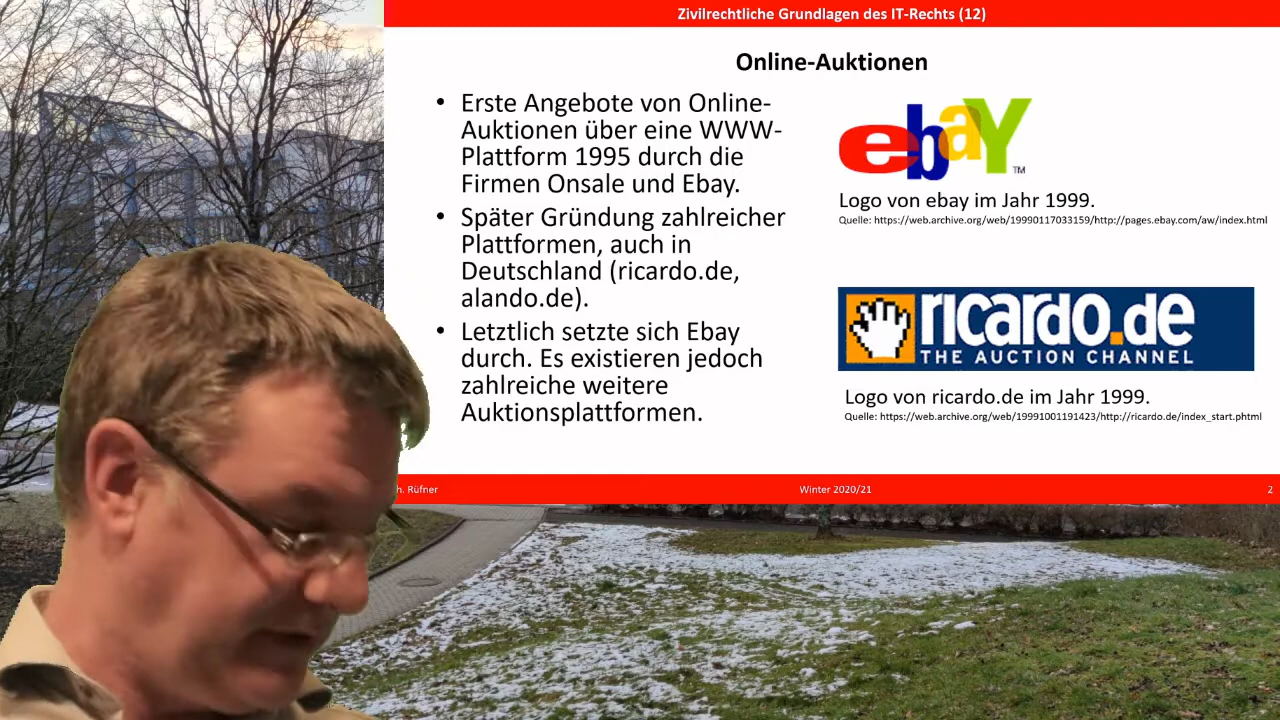 Zivilrechtliche Grundlagen des IT-Rechts (12)
Online-Auktionen
• Erste Angebote von Online-
Auktionen über eine WWW-
Plattform 1995 durch die
Firmen Onsale und Ebay.
• Später Gründung zahlreicher
Plattformen, auch in
Deutschland (ricardo.de,
alando.de).
• Letztlich setzte sich Ebay
durch. Es existieren jedoch
zahlreiche weitere
Auktionsplattformen.
ebaY™
Logo von ebay im Jahr 1999.
Quelle: https://web.archive.org/web/19990117033159/http://pages.ebay.com/aw/index.html
ricardo.de
THE AUCTION CHANNEL
Logo von ricardo.de im Jahr 1999.
Quelle: https://web.archive.org/web/19991001191423/http://ricardo.de/index_start.phtml
h. Rüfner
Winter 2020/21
2